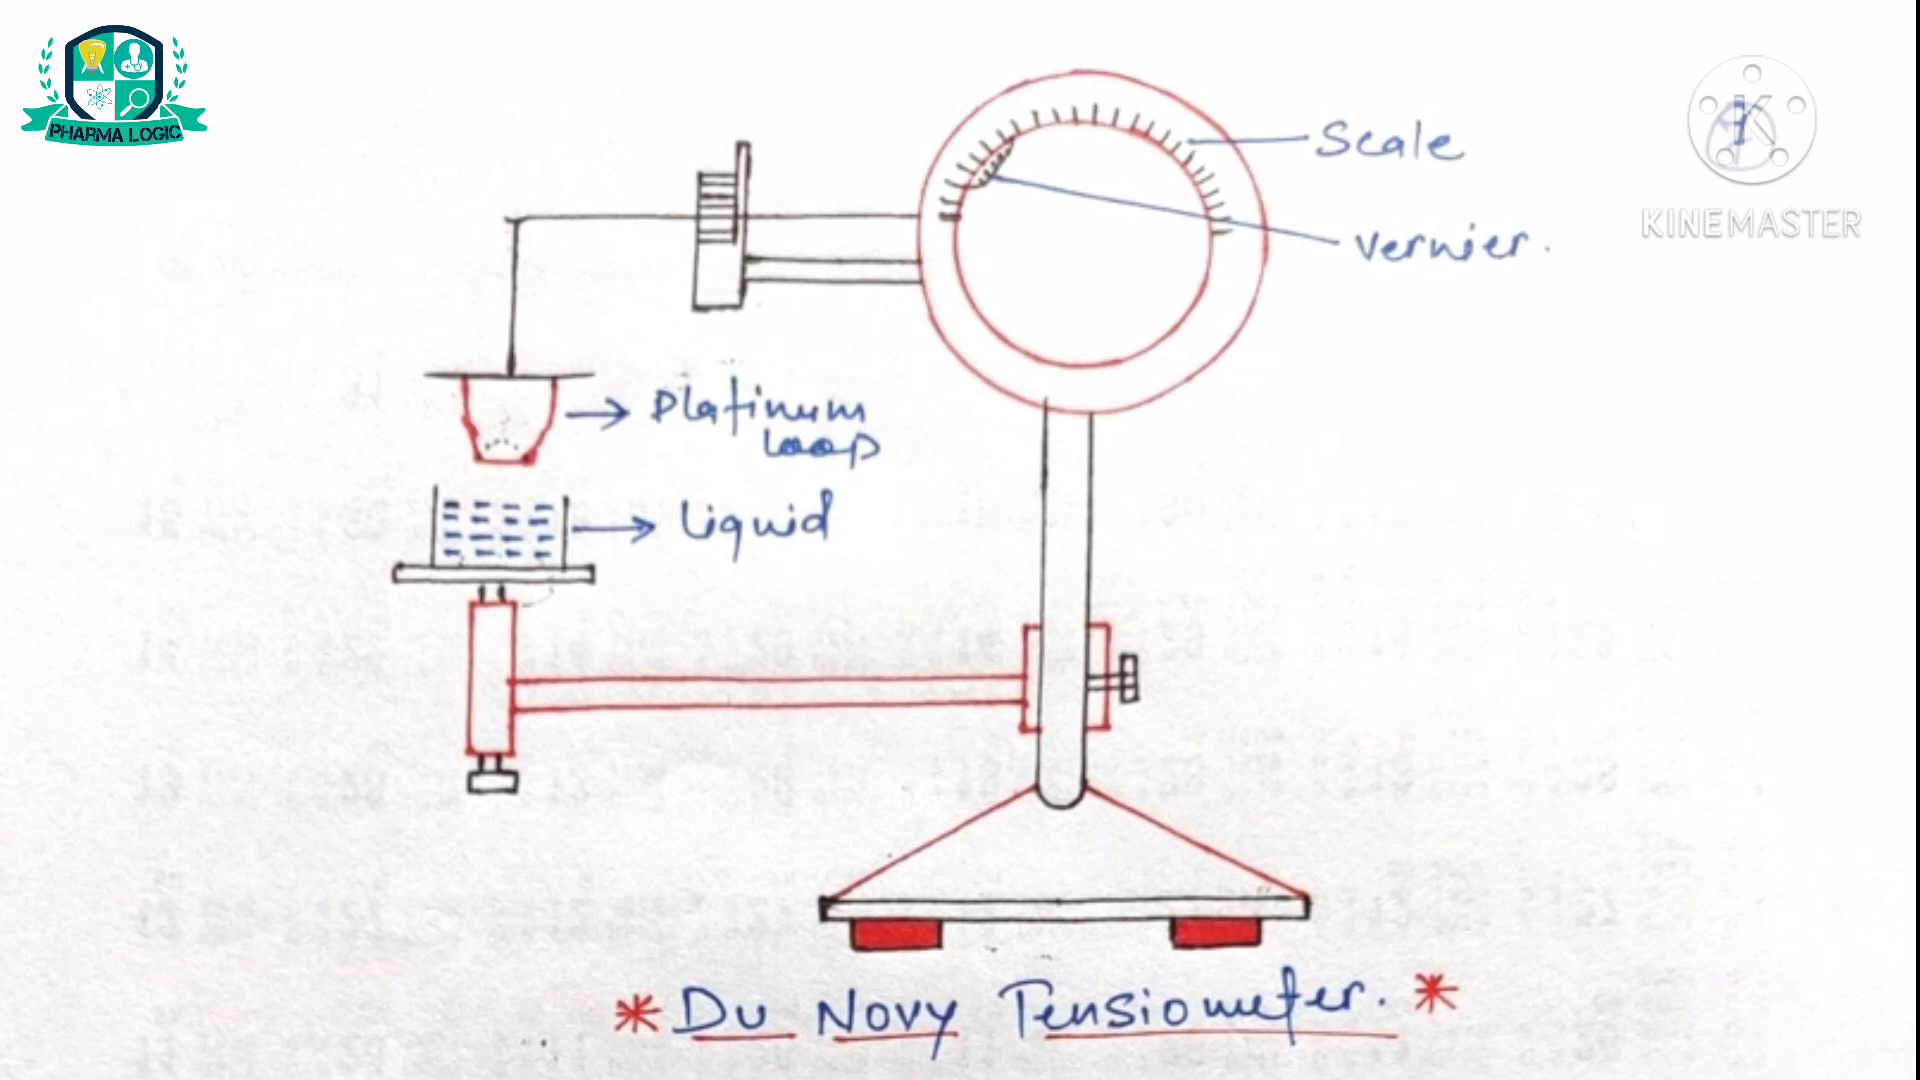 PHARMA LOGIC
Scale
KINEMASTER
Vernier.
Platinum
loop
Liquid
* Du Novy Tensiometer. *